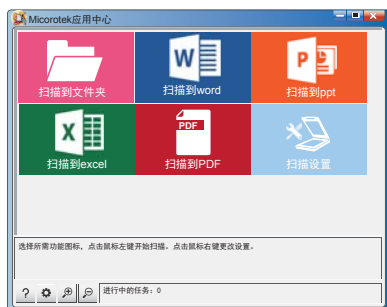 Micorotek应用中心
扫描到文件夹
W
扫描到word
P
扫描到ppt
X
扫描到excel
PDF
扫描到PDF
扫描设置
选择所需功能图标，点击鼠标左键开始扫描。点击鼠标右键更改设置。
?
进行中的任务：0